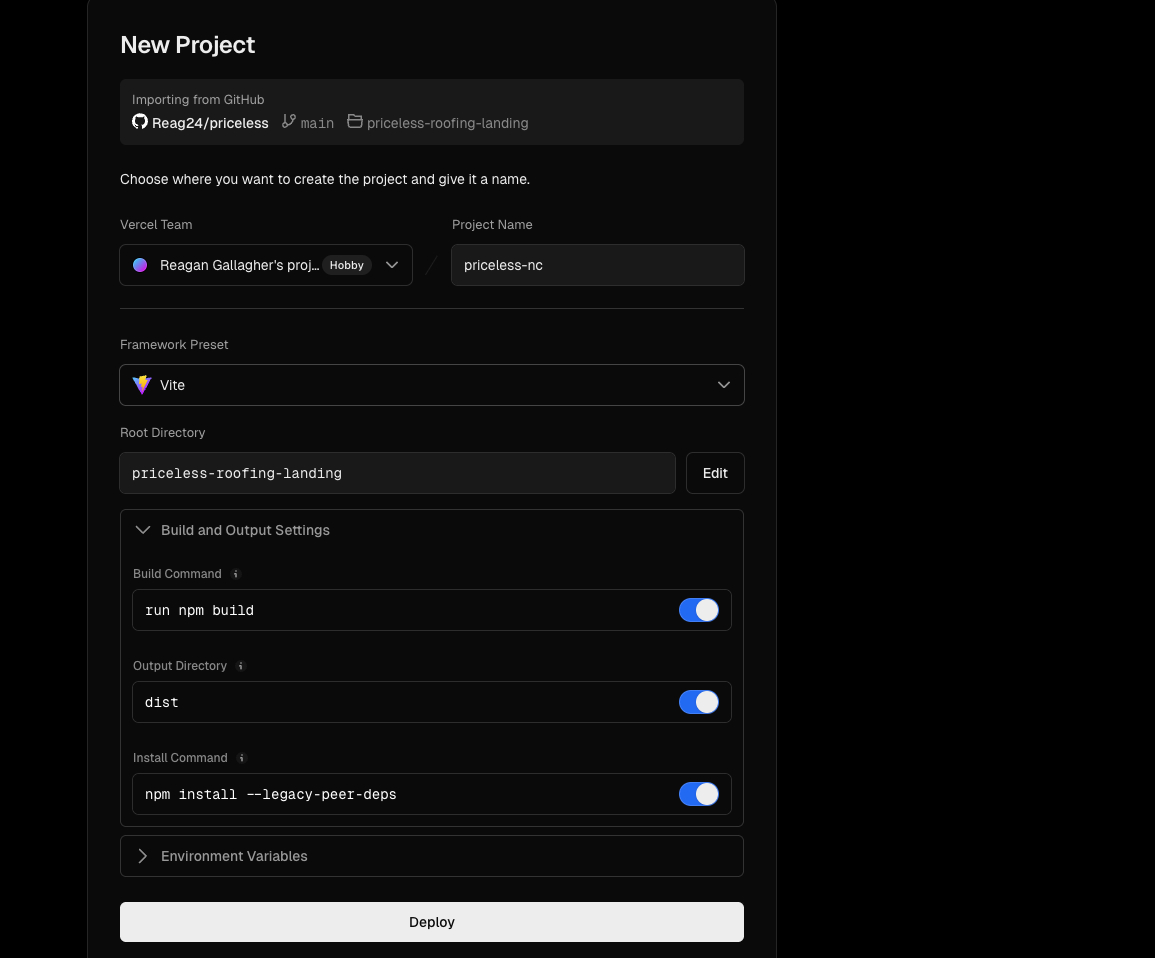 New Project
Importing from GitHub
Reag24/priceless main priceless-roofing-landing
Choose where you want to create the project and give it a name.
Vercel Team Project Name
Reagan Gallagher's proj... Hobby / priceless-nc
Framework Preset
Vite
Root Directory
priceless-roofing-landing Edit
Build and Output Settings
Build Command
run npm build
Output Directory
dist
Install Command
npm install --legacy-peer-deps
Environment Variables
Deploy